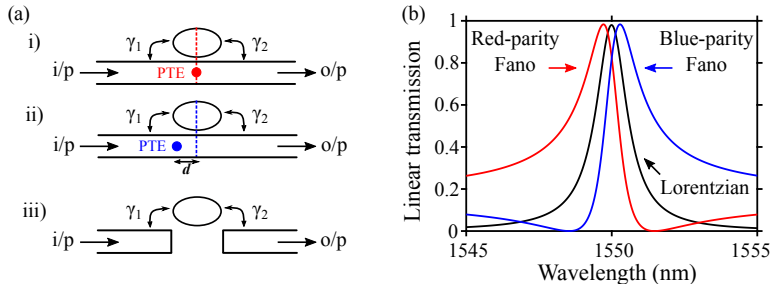 (a)
i)
γ1 γ2
i/p PTE o/p
ii)
γ1 γ2
i/p PTE o/p
d
iii)
γ1 γ2
i/p o/p
(b)
Linear transmission
1
0.8
0.6
0.4
0.2
0
Red-parity
Fano
Blue-parity
Fano
Lorentzian
1545 1550 1555
Wavelength (nm)